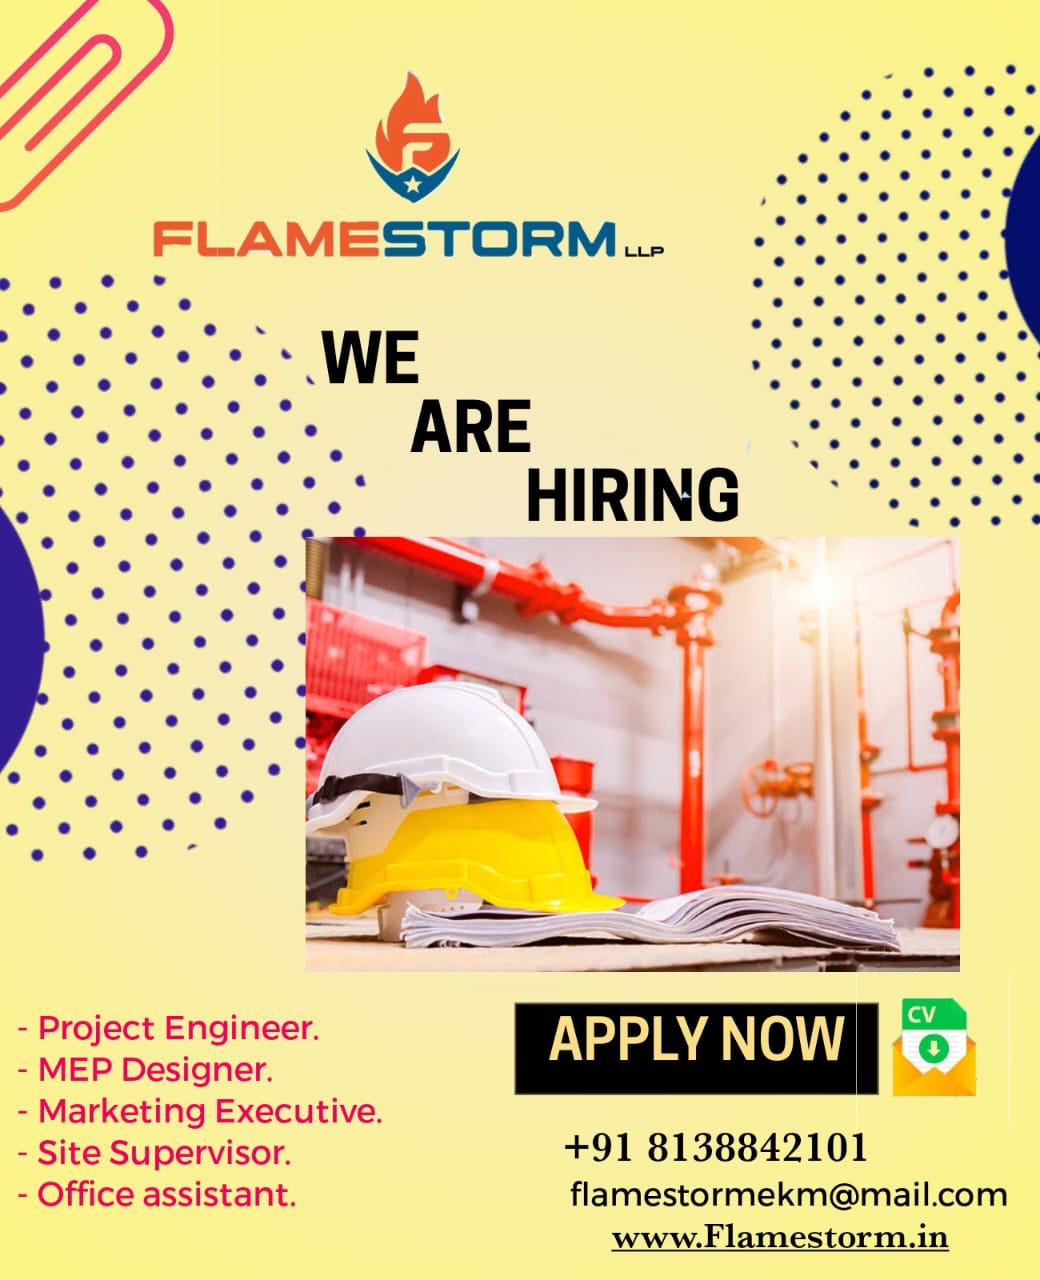 FLAMESTORM LLP
WE
ARE
HIRING
- Project Engineer.
- MEP Designer.
- Marketing Executive.
- Site Supervisor.
- Office assistant.
APPLY NOW
CV
+91 8138842101
flamestormekm@mail.com
www.Flamestorm.in